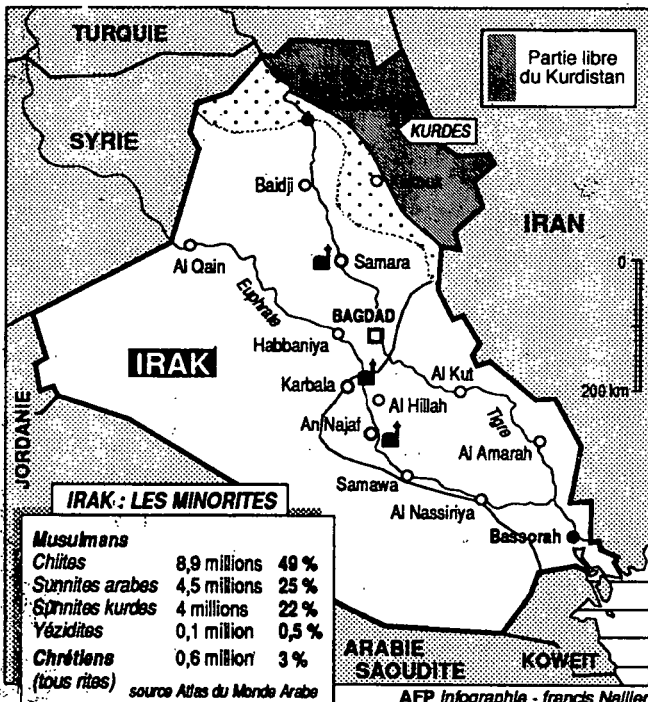 TURQUIE
Partie libre
du Kurdistan
SYRIE
KURDES
Baidji
IRAN
Al Qain
Samara
0
Euphrate
BAGDAD
Habbaniya
IRAK
Karbala
Al Kut
200 km
Al Hillah
Tigre
An Najaf
Al Amarah
JORDANIE
Samawa
Al Nassiriya
Bassorah
IRAK : LES MINORITES
Musulmans
Chiites 8,9 millions 49 %
Sunnites arabes 4,5 millions 25 %
Sunnites kurdes 4 millions 22 %
Yézidites 0,1 million 0,5 %
Chrétiens 0,6 million 3 %
(tous rites)
source Atlas du Monde Arabe
ARABIE
SAOUDITE
KOWEIT
AFP infographie - francis Nallier